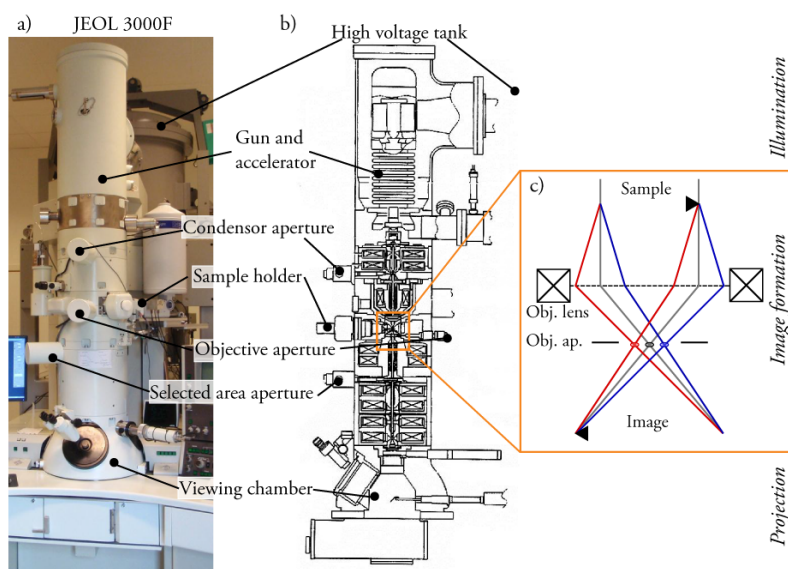 a)
JEOL 3000F
b)
High voltage tank
Gun and
accelerator
Condensor aperture
Sample holder
Objective aperture
Selected area aperture
Viewing chamber
c)
Sample
Obj. lens
Obj. ap.
Image
Illumination
Image formation
Projection